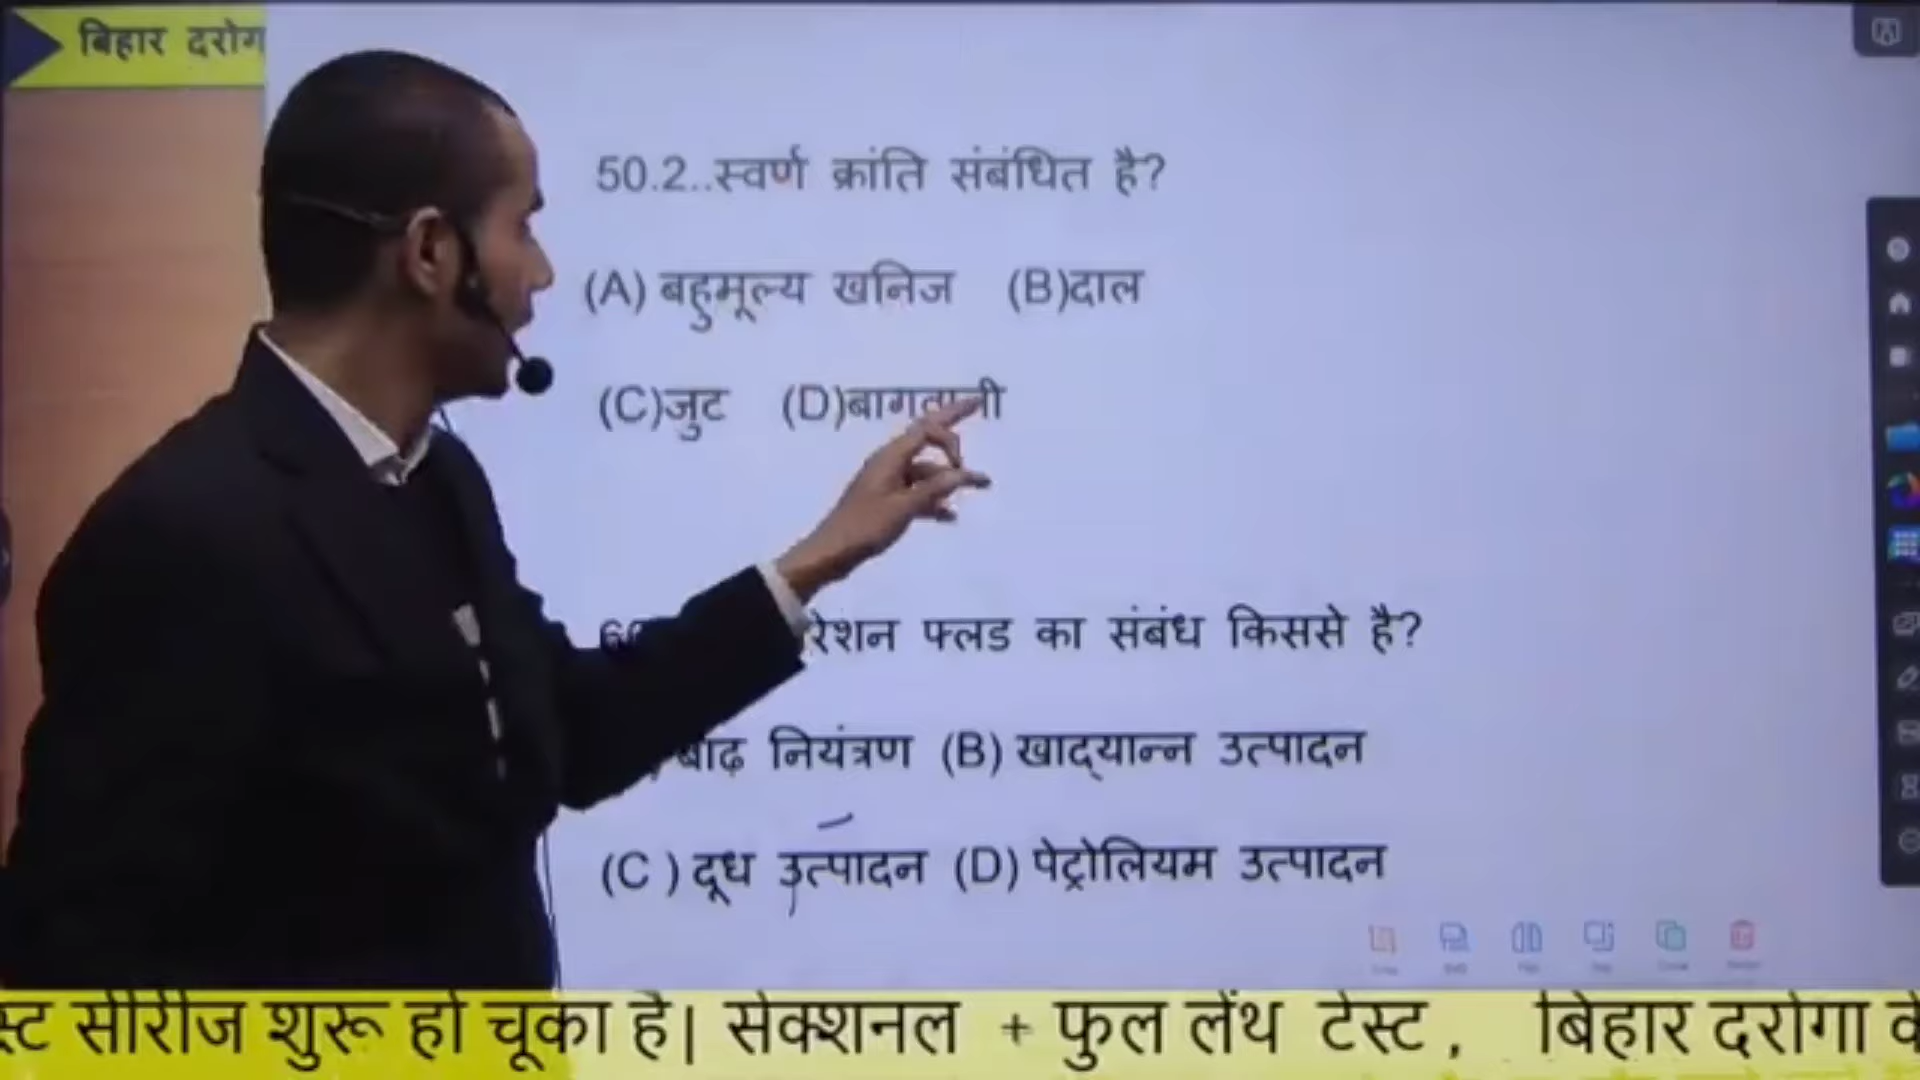 बिहार दरोग
50.2..स्वर्ण क्रांति संबंधित है?
(A) बहुमूल्य खनिज (B)दाल
(C)जुट (D)बागवानी
रेशन फ्लड का संबंध किससे है?
बाढ़ नियंत्रण (B) खाद्यान्न उत्पादन
(C ) दूध उत्पादन (D) पेट्रोलियम उत्पादन
स्ट सीरीज शुरू हो चूका है| सेक्शनल + फुल लेंथ टेस्ट , बिहार दरोगा के